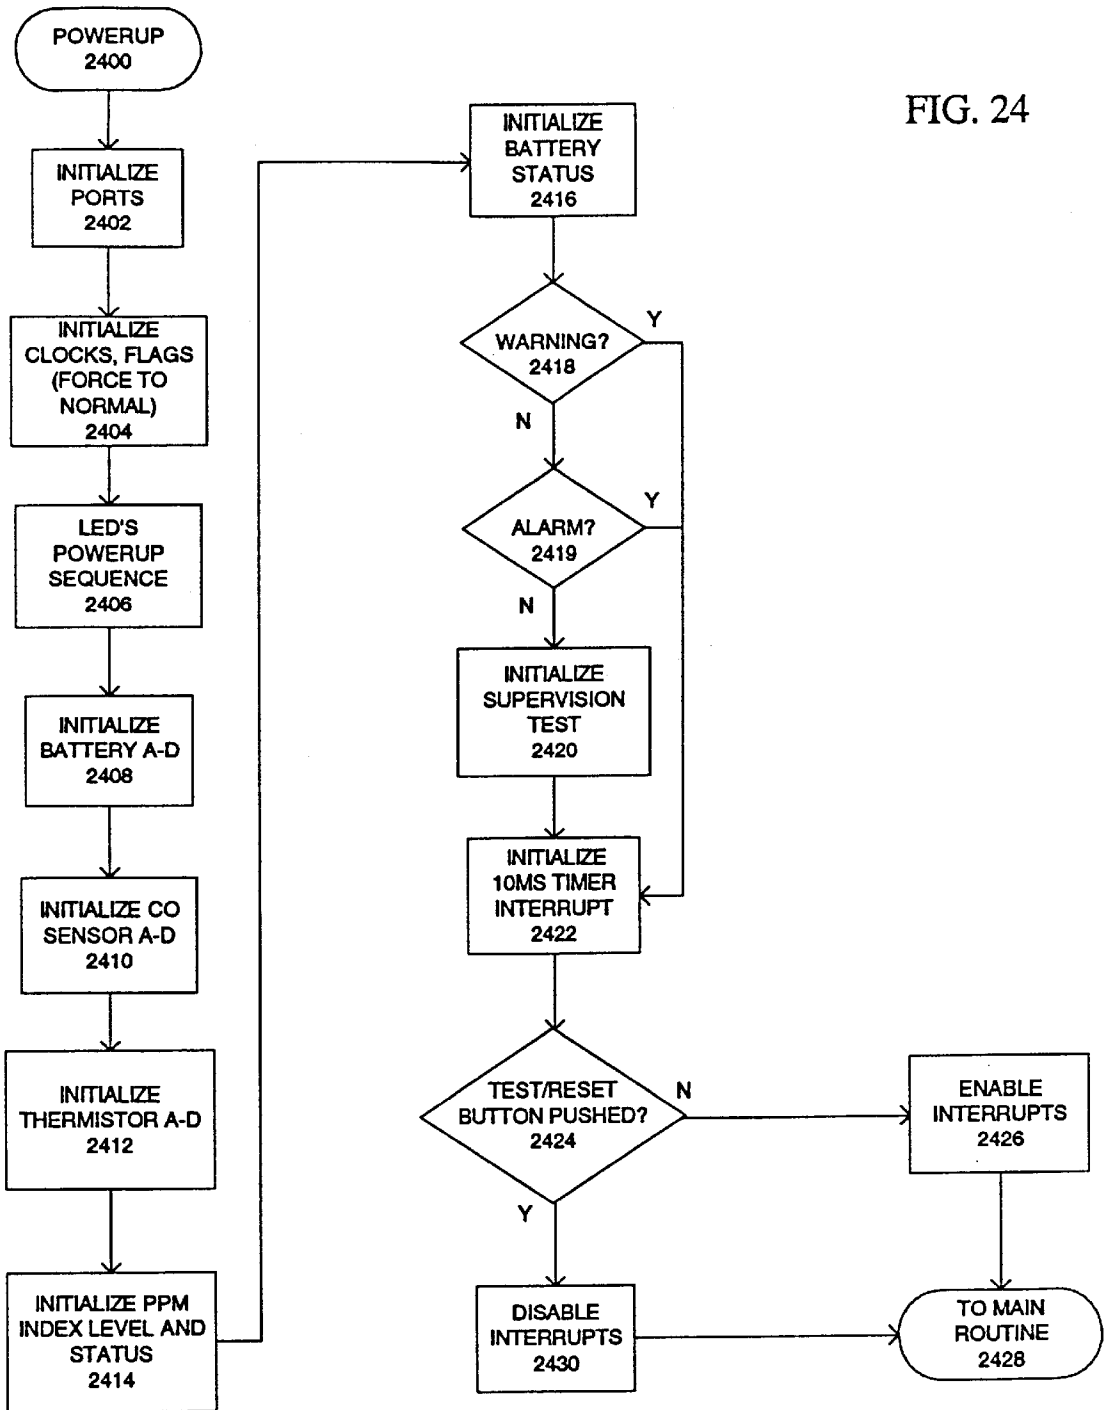 POWERUP
2400
INITIALIZE
PORTS
2402
INITIALIZE
CLOCKS, FLAGS
(FORCE TO
NORMAL)
2404
LED'S
POWERUP
SEQUENCE
2406
INITIALIZE
BATTERY A-D
2408
INITIALIZE CO
SENSOR A-D
2410
INITIALIZE
THERMISTOR A-D
2412
INITIALIZE PPM
INDEX LEVEL AND
STATUS
2414
FIG. 24
INITIALIZE
BATTERY
STATUS
2416
WARNING?
2418
Y
N
ALARM?
2419
Y
N
INITIALIZE
SUPERVISION
TEST
2420
INITIALIZE
10MS TIMER
INTERRUPT
2422
TEST/RESET
BUTTON PUSHED?
2424
N
Y
ENABLE
INTERRUPTS
2426
DISABLE
INTERRUPTS
2430
TO MAIN
ROUTINE
2428